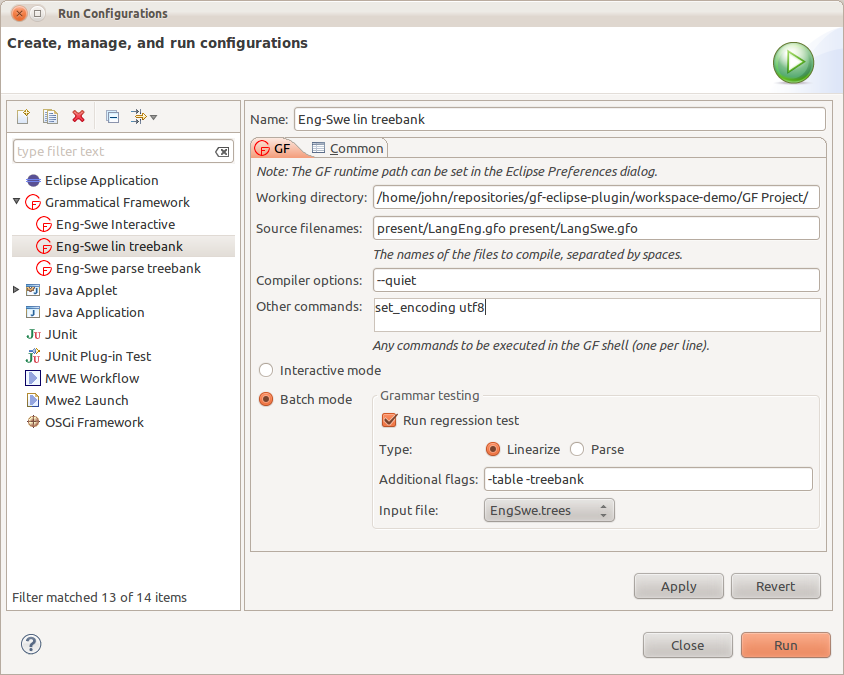 Run Configurations
Create, manage, and run configurations
type filter text
Eclipse Application
Grammatical Framework
Eng-Swe Interactive
Eng-Swe lin treebank
Eng-Swe parse treebank
Java Applet
Java Application
JUnit
JUnit Plug-in Test
MWE Workflow
Mwe2 Launch
OSGi Framework
Filter matched 13 of 14 items
Name: Eng-Swe lin treebank
GF Common
Note: The GF runtime path can be set in the Eclipse Preferences dialog.
Working directory: /home/john/repositories/gf-eclipse-plugin/workspace-demo/GF Project/
Source filenames: present/LangEng.gfo present/LangSwe.gfo
The names of the files to compile, separated by spaces.
Compiler options: --quiet
Other commands: set_encoding utf8
Any commands to be executed in the GF shell (one per line).
Interactive mode
Batch mode
Grammar testing
Run regression test
Type: Linearize Parse
Additional flags: -table -treebank
Input file: EngSwe.trees
Apply Revert
Close Run